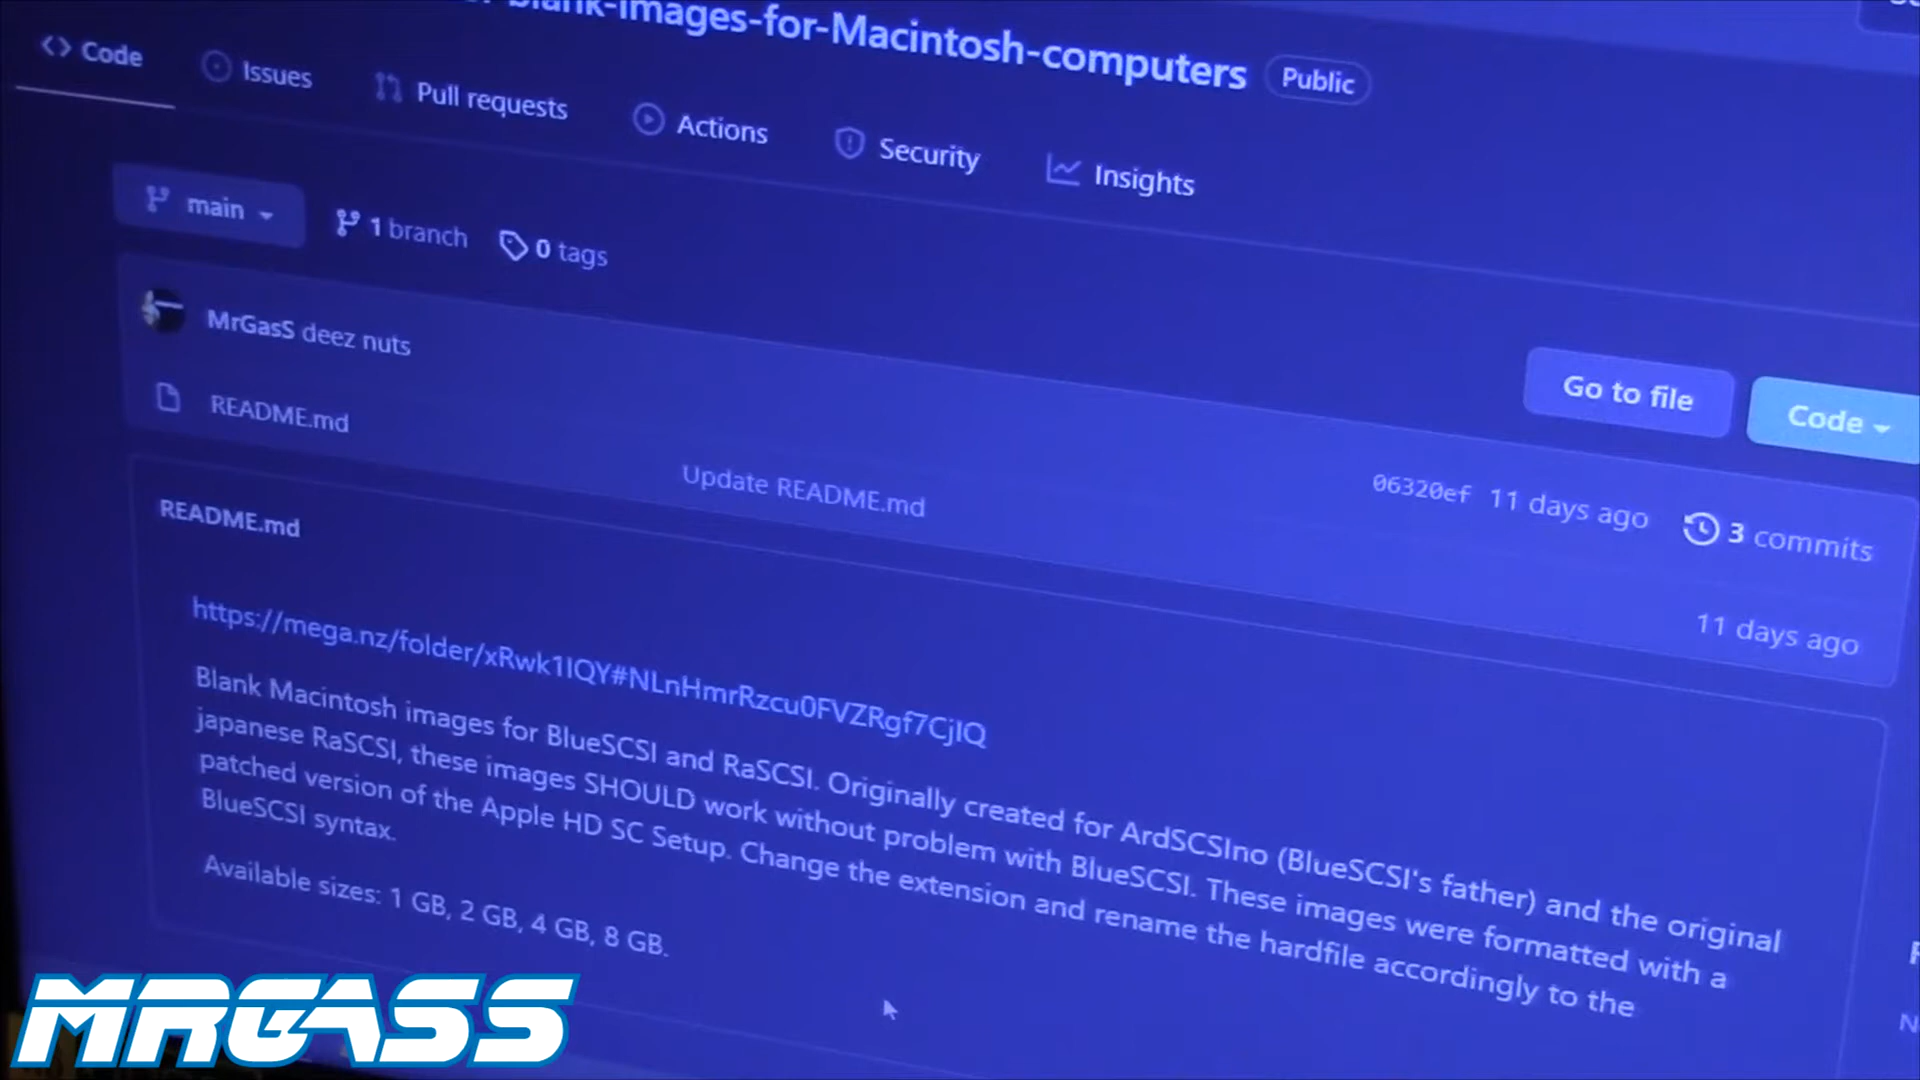 blank-images-for-Macintosh-computers Public
Code Issues Pull requests Actions Security Insights
main 1 branch 0 tags
Go to file Code
MrGasS deez nuts 06320ef 11 days ago 3 commits
README.md Update README.md 11 days ago
README.md
https://mega.nz/folder/xRwk1IQY#NLnHmrRzcu0FVZRgf7CjIQ
Blank Macintosh images for BlueSCSI and RaSCSI. Originally created for ArdSCSIno (BlueSCSI's father) and the original
japanese RaSCSI, these images SHOULD work without problem with BlueSCSI. These images were formatted with a
patched version of the Apple HD SC Setup. Change the extension and rename the hardfile accordingly to the
BlueSCSI syntax.
Available sizes: 1 GB, 2 GB, 4 GB, 8 GB.
MRGASS